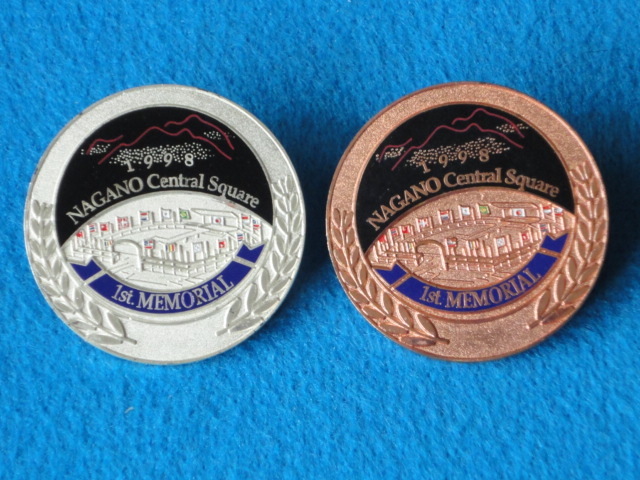 1998
NAGANO Central Square
1st. MEMORIAL
1998
NAGANO Central Square
1st. MEMORIAL